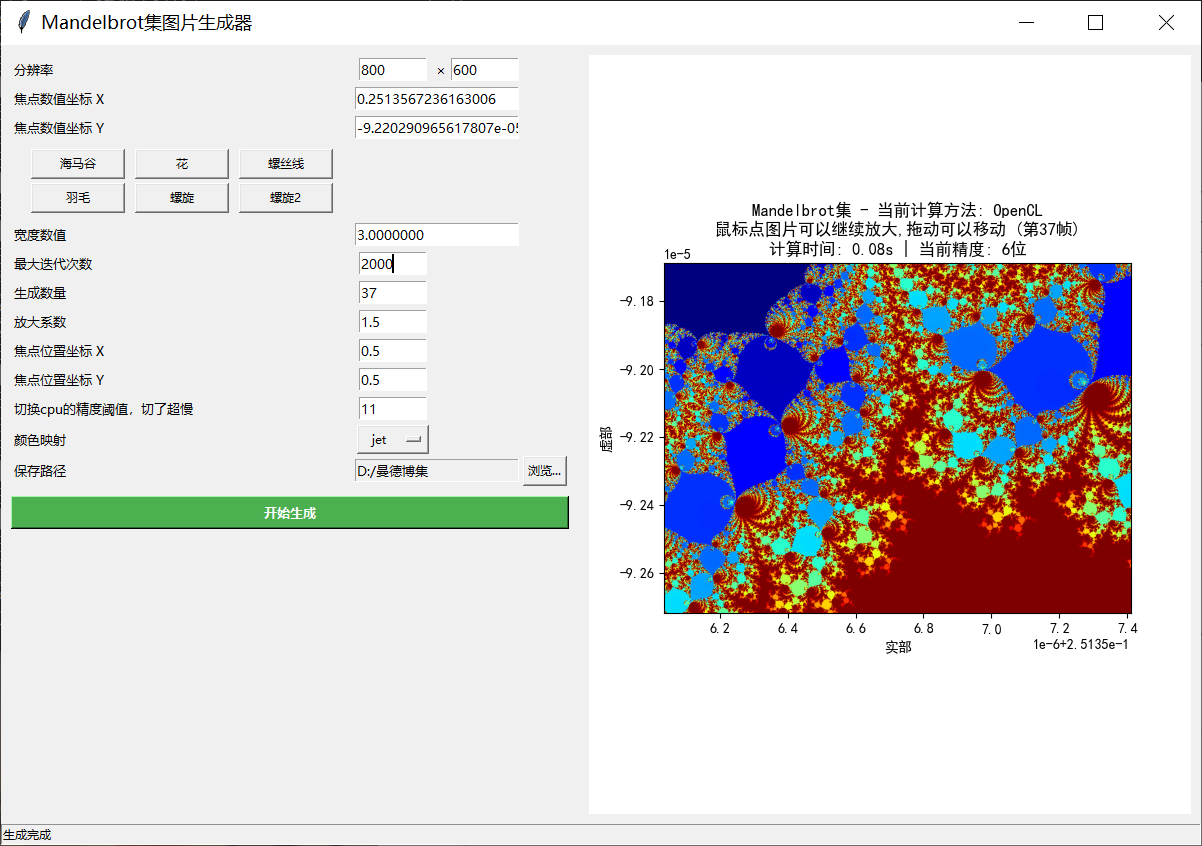 Mandelbrot集图片生成器
分辨率 800 × 600
焦点数值坐标 X 0.2513567236163006
焦点数值坐标 Y -9.220290965617807e-05
海马谷 花 螺丝线
羽毛 螺旋 螺旋2
宽度数值 3.0000000
最大迭代次数 2000
生成数量 37
放大系数 1.5
焦点位置坐标 X 0.5
焦点位置坐标 Y 0.5
切换cpu的精度阈值，切了超慢 11
颜色映射 jet
保存路径 D:/曼德博集 浏览...
开始生成
Mandelbrot集 - 当前计算方法: OpenCL
鼠标点图片可以继续放大,拖动可以移动 (第37帧)
计算时间: 0.08s | 当前精度: 6位
1e-5
-9.18
-9.20
-9.22
-9.24
-9.26
虚部
6.2 6.4 6.6 6.8 7.0 7.2 7.4
实部
1e-6+2.5135e-1
生成完成